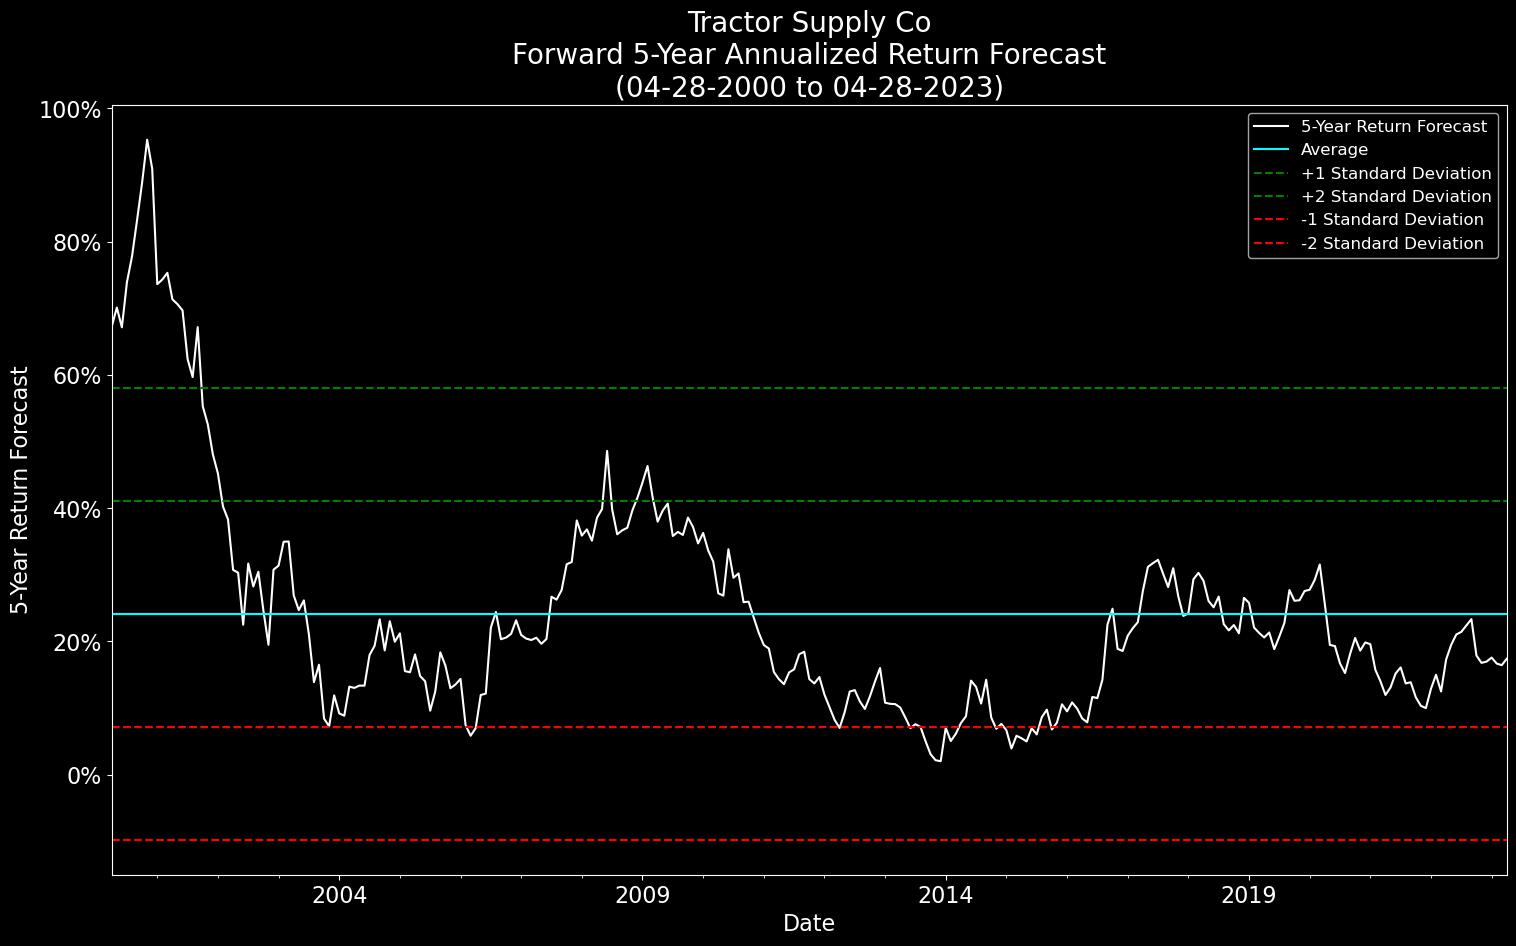 Tractor Supply Co
Forward 5-Year Annualized Return Forecast
(04-28-2000 to 04-28-2023)
5-Year Return Forecast
100%
80%
60%
40%
20%
0%
5-Year Return Forecast
Average
+1 Standard Deviation
+2 Standard Deviation
-1 Standard Deviation
-2 Standard Deviation
2004
2009
2014
2019
Date